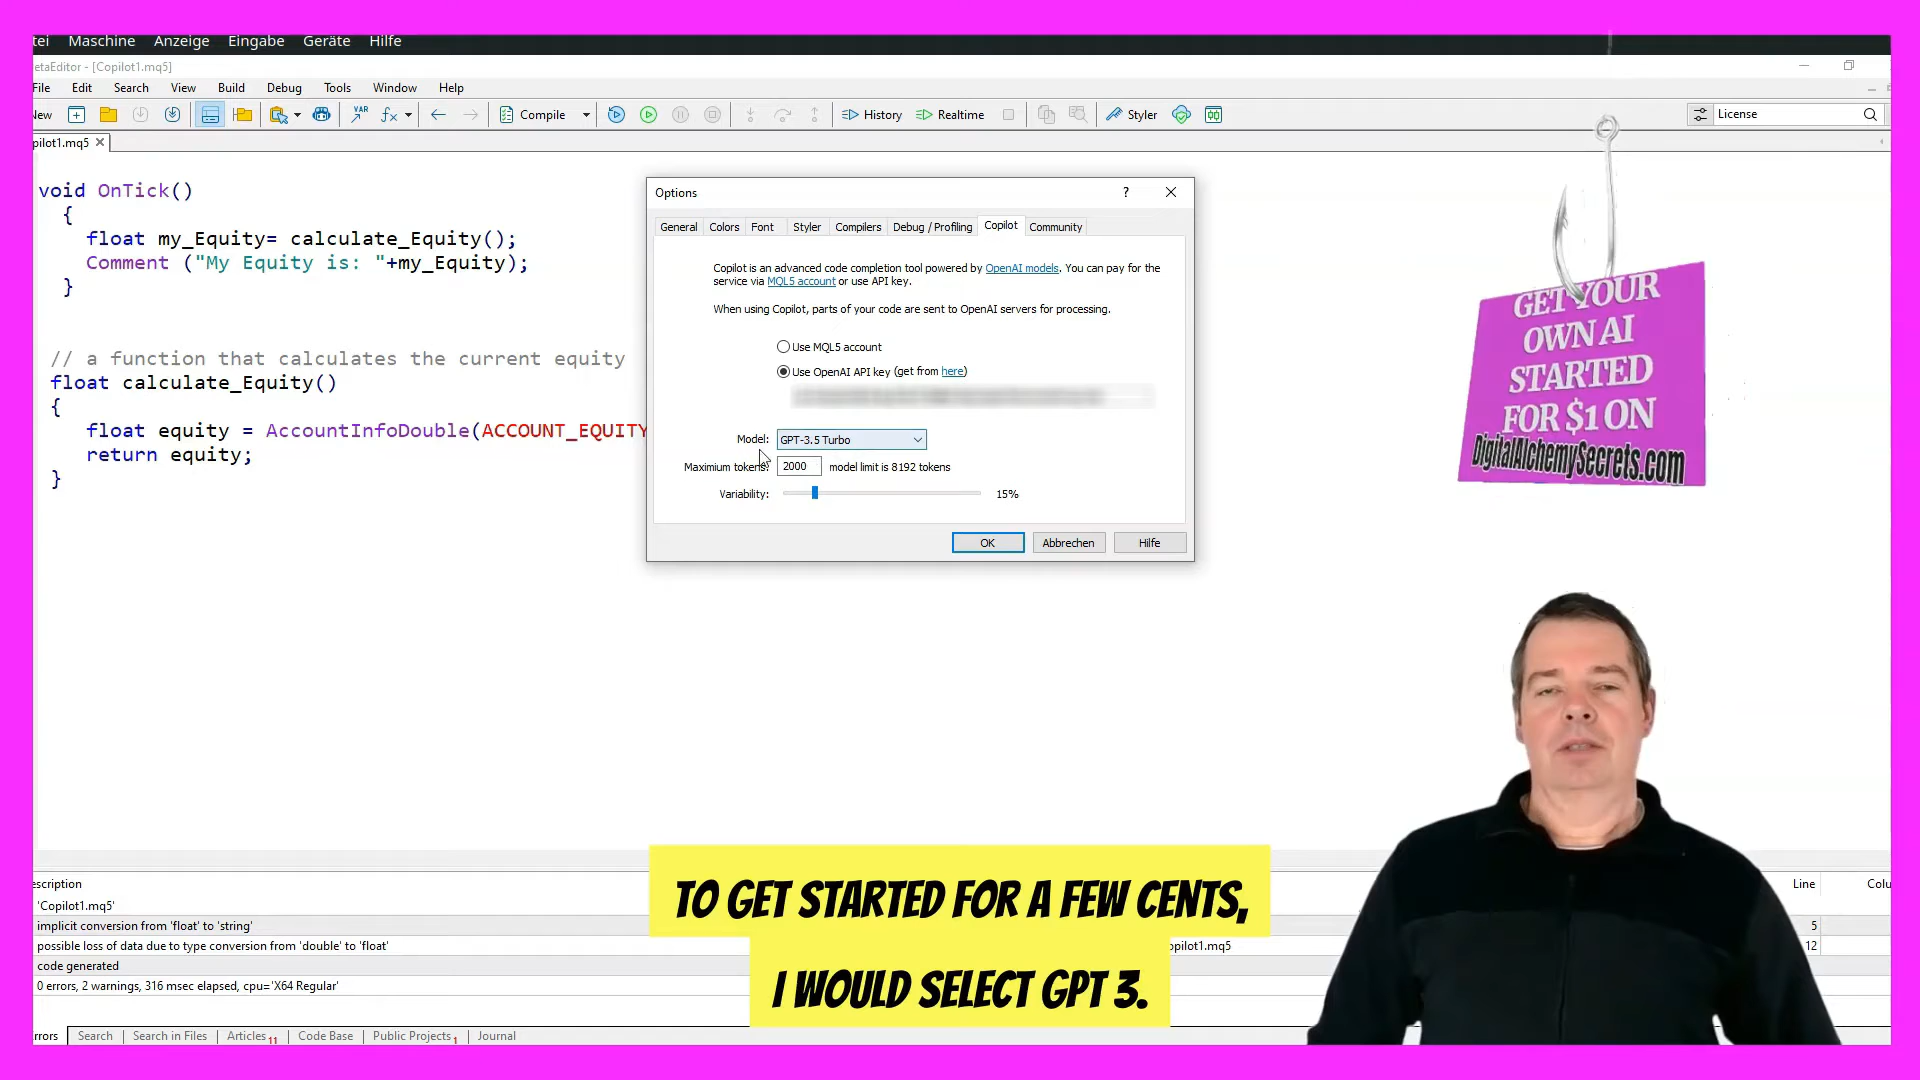 tei Maschine Anzeige Eingabe Geräte Hilfe
etaEditor - [Copilot1.mq5]
File Edit Search View Build Debug Tools Window Help
New VAR fx Compile History Realtime Styler License
pilot1.mq5
void OnTick()
{
float my_Equity= calculate_Equity();
Comment ("My Equity is: "+my_Equity);
}
// a function that calculates the current equity
float calculate_Equity()
{
float equity = AccountInfoDouble(ACCOUNT_EQUITY
return equity;
}
Options ?
General Colors Font Styler Compilers Debug / Profiling Copilot Community
Copilot is an advanced code completion tool powered by OpenAI models. You can pay for the
service via MQL5 account or use API key.
When using Copilot, parts of your code are sent to OpenAI servers for processing.
Use MQL5 account
Use OpenAI API key (get from here)
Model: GPT-3.5 Turbo
Maximum tokens: 2000 model limit is 8192 tokens
Variability: 15%
OK Abbrechen Hilfe
GET YOUR
OWN AI
STARTED
FOR $1 ON
DigitalAlchemySecrets.com
TO GET STARTED FOR A FEW CENTS,
I WOULD SELECT GPT 3.
escription Line Colu
'Copilot1.mq5'
implicit conversion from 'float' to 'string' 5
possible loss of data due to type conversion from 'double' to 'float' opilot1.mq5 12
code generated
0 errors, 2 warnings, 316 msec elapsed, cpu='X64 Regular'
rrors Search Search in Files Articles 11 Code Base Public Projects 1 Journal